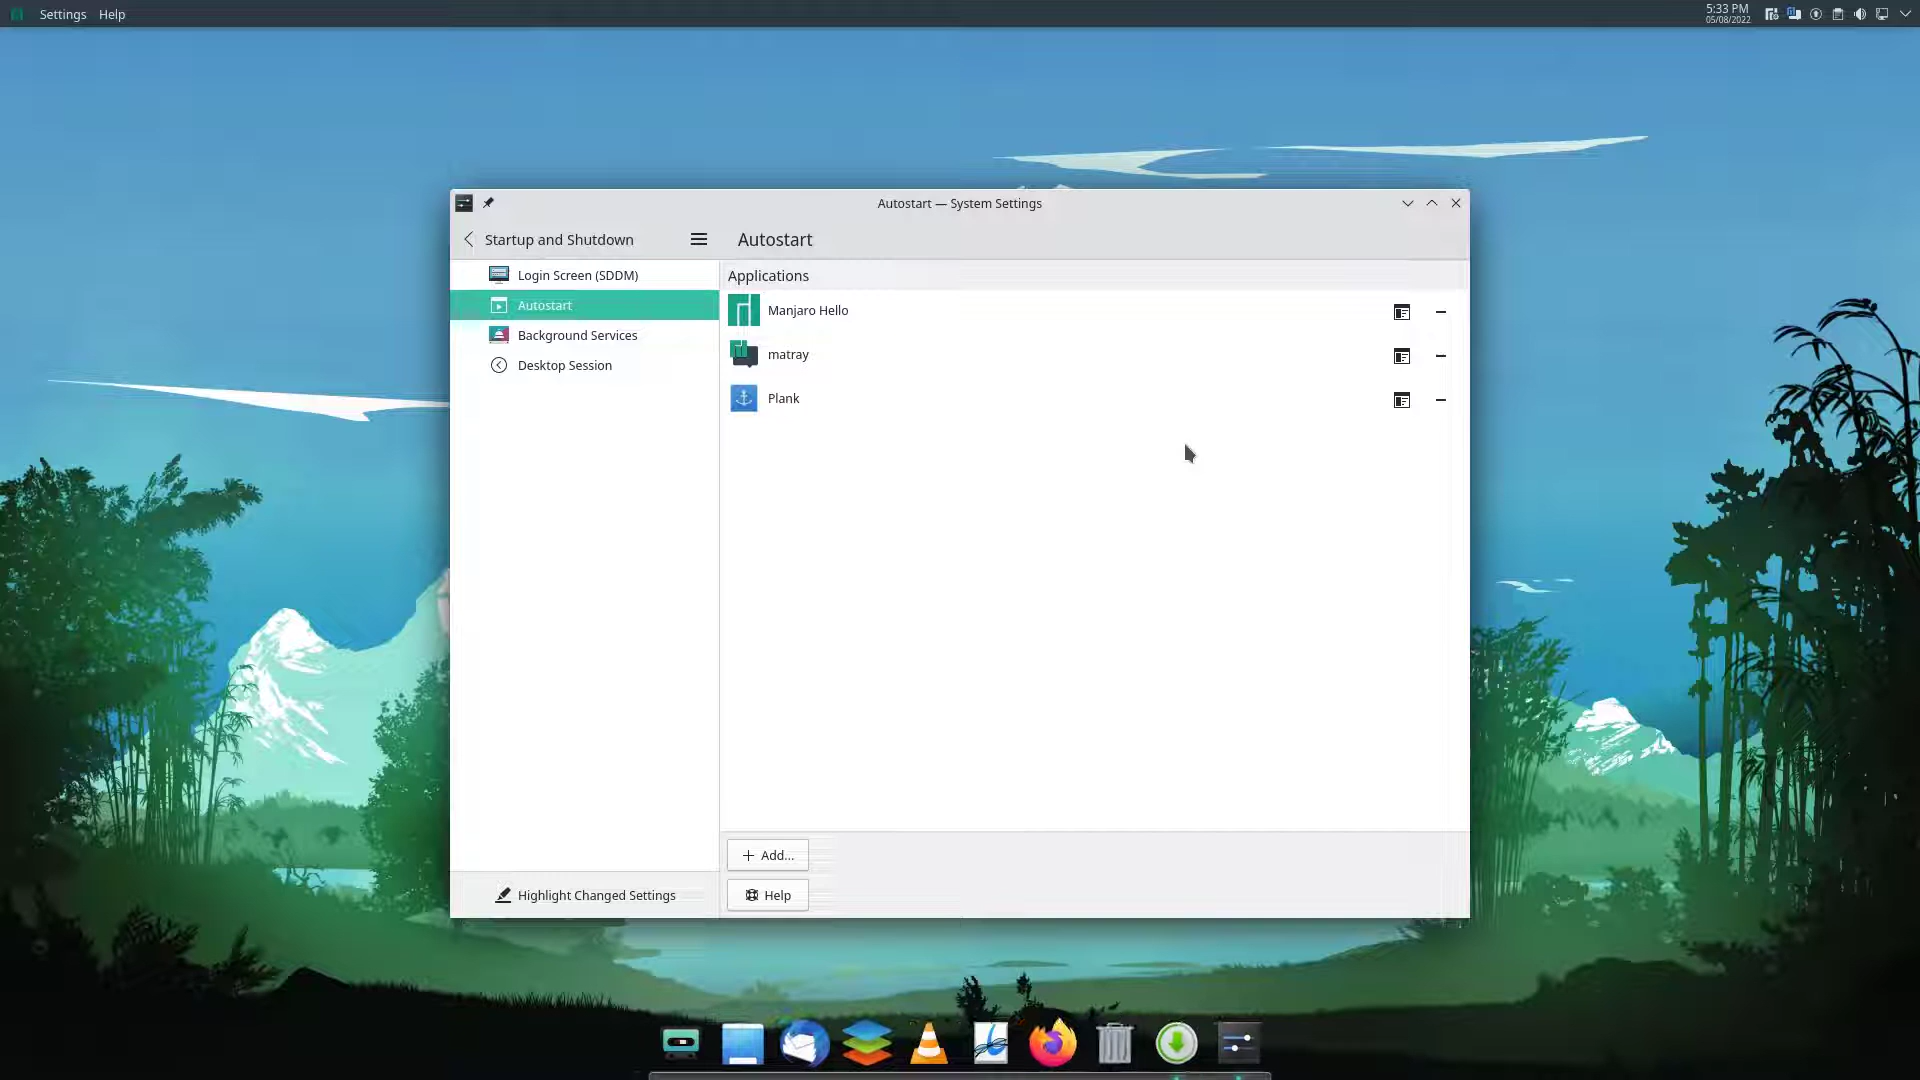 Settings Help
5:33 PM
05/08/2022
Autostart — System Settings
Startup and Shutdown
Autostart
Login Screen (SDDM)
Autostart
Background Services
Desktop Session
Applications
Manjaro Hello
matray
Plank
Add...
Highlight Changed Settings
Help